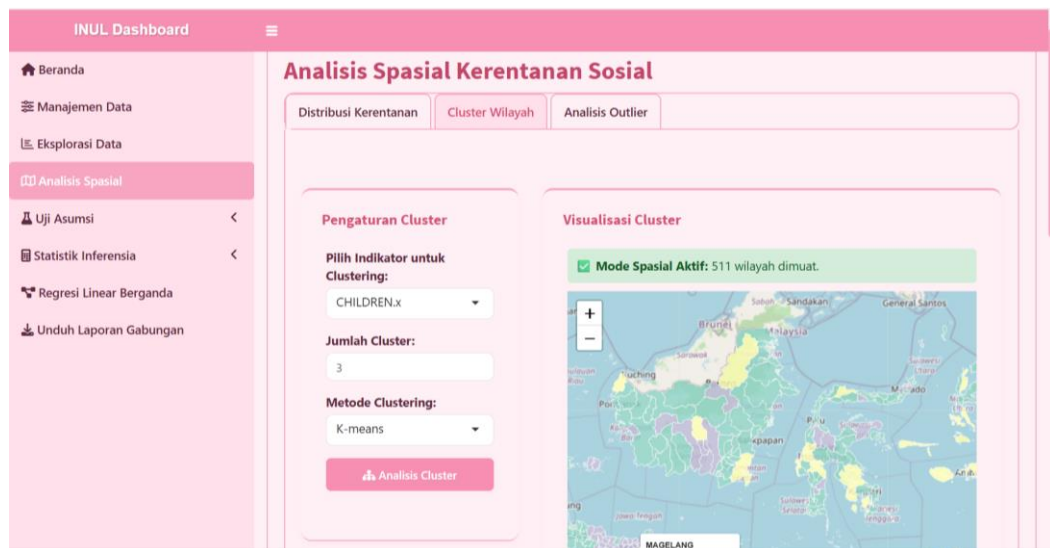 INUL Dashboard
Beranda
Manajemen Data
Eksplorasi Data
Analisis Spasial
Uji Asumsi
Statistik Inferensia
Regresi Linear Berganda
Unduh Laporan Gabungan
Analisis Spasial Kerentanan Sosial
Distribusi Kerentanan
Cluster Wilayah
Analisis Outlier
Pengaturan Cluster
Pilih Indikator untuk
Clustering:
CHILDREN.x
Jumlah Cluster:
3
Metode Clustering:
K-means
Analisis Cluster
Visualisasi Cluster
Mode Spasial Aktif: 511 wilayah dimuat.
+
−
Sabah
Sandakan
General Santos
Brunei
Malaysia
Sarawak
MAGELANG